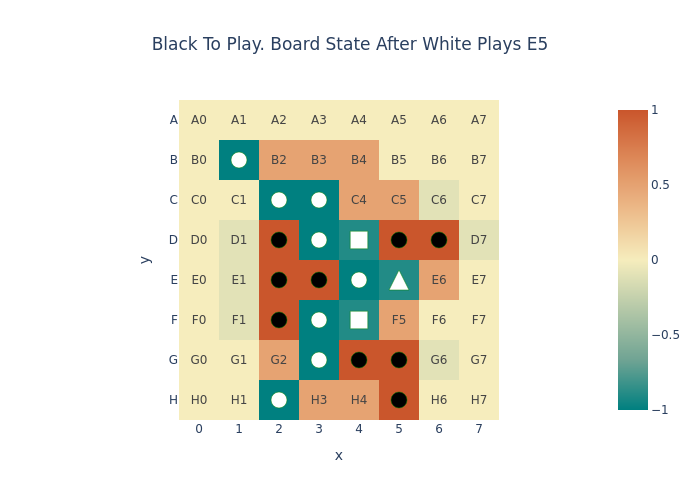 Black To Play. Board State After White Plays E5
A A0 A1 A2 A3 A4 A5 A6 A7
B B0 B2 B3 B4 B5 B6 B7
C C0 C1 C4 C5 C6 C7
D D0 D1 D7
E E0 E1 E6 E7
F F0 F1 F5 F6 F7
G G0 G1 G2 G6 G7
H H0 H1 H3 H4 H6 H7
0 1 2 3 4 5 6 7
x
y
1
0.5
0
−0.5
−1